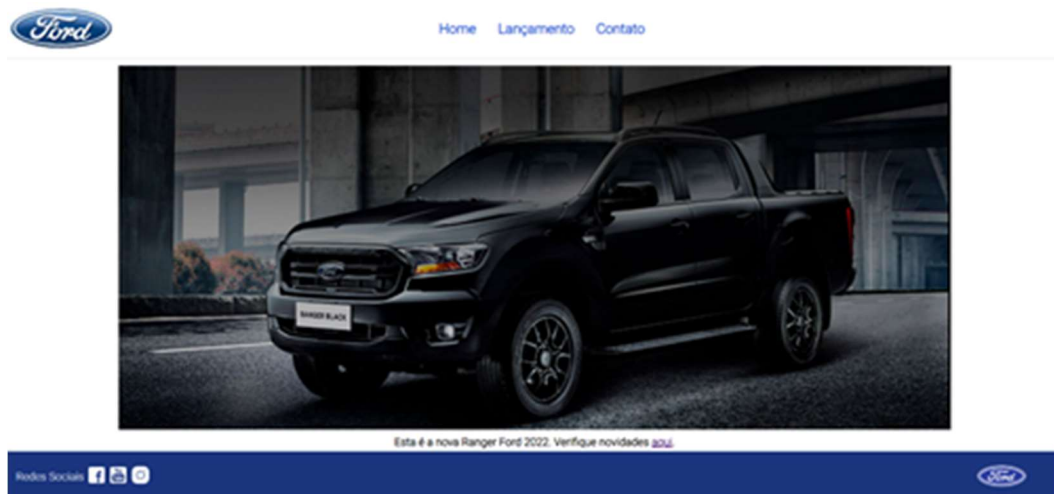 Ford
Home Lançamento Contato
RANGER BLACK
Esta é a nova Ranger Ford 2022. Verifique novidades aqui.
Redes Sociais
Ford